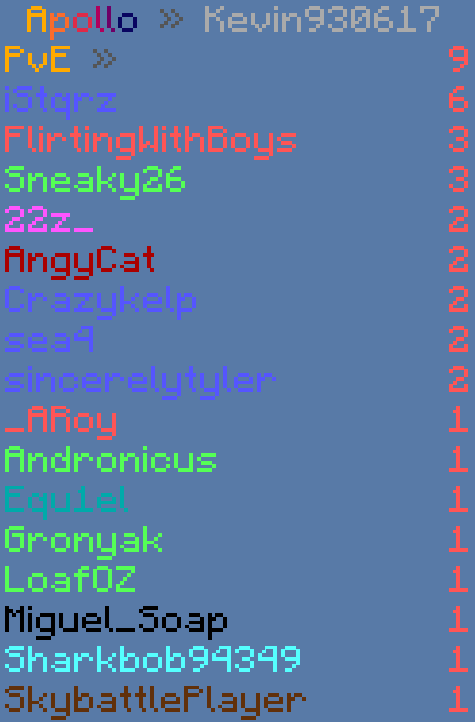 Apollo » Kevin930617
PvE » 9
iStqrz 6
FlirtingWithBoys 3
Sneaky26 3
22z_ 2
AngyCat 2
Crazykelp 2
sea9 2
sincerelytyler 2
_ARoy 1
Andronicus 1
Equ1el 1
Gronyak 1
LoafOZ 1
Miguel_Soap 1
Sharkbob94349 1
SkybattlePlayer 1